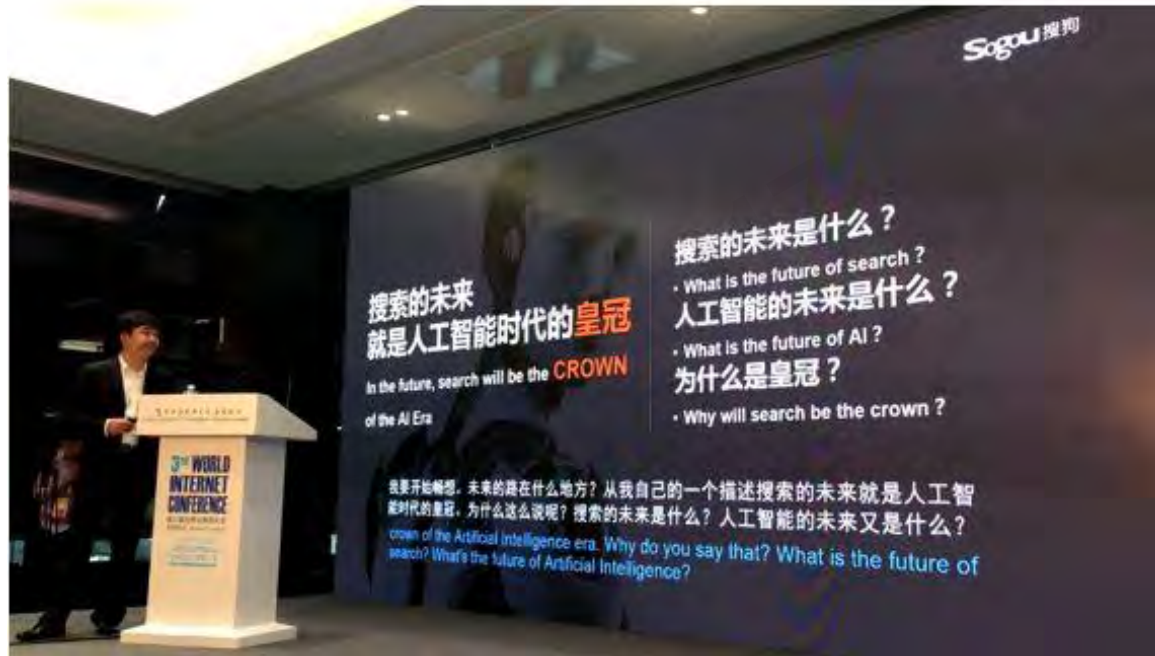 Sogou 搜狗
搜索的未来
就是人工智能时代的皇冠
In the future, search will be the CROWN
of the AI Era
搜索的未来是什么？
• What is the future of search ?
人工智能的未来是什么？
• What is the future of AI ?
为什么是皇冠？
• Why will search be the crown ?
我要开始畅想。未来的路在什么地方？从我自己的一个描述搜索的未来就是人工智
能时代的皇冠。为什么这么说呢？搜索的未来是什么？人工智能的未来又是什么？
crown of the Artificial Intelligence era. Why do you say that? What is the future of
search? What's the future of Artificial Intelligence?
3rd WORLD
INTERNET
CONFERENCE